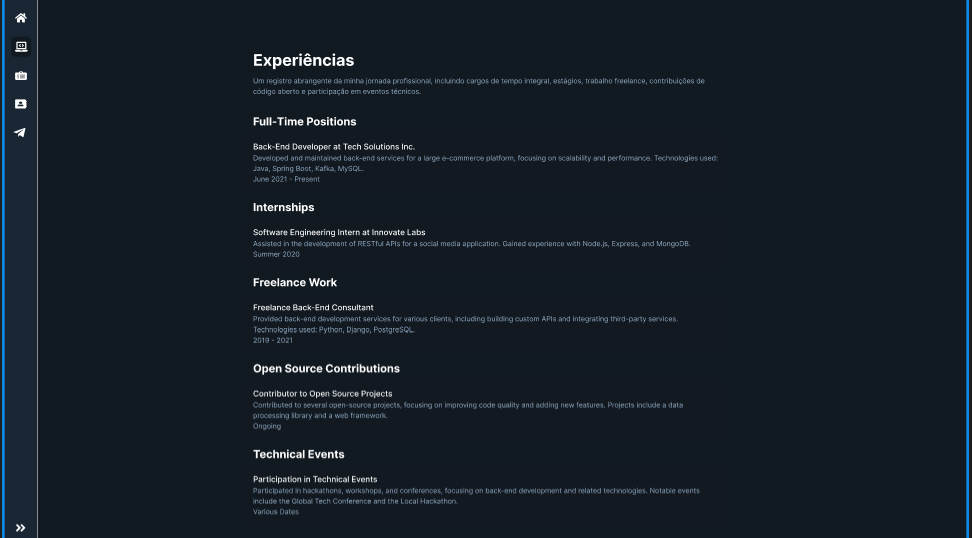 Experiências
Um registro abrangente da minha jornada profissional, incluindo cargos de tempo integral, estágios, trabalho freelance, contribuições de
código aberto e participação em eventos técnicos.
Full-Time Positions
Back-End Developer at Tech Solutions Inc.
Developed and maintained back-end services for a large e-commerce platform, focusing on scalability and performance. Technologies used:
Java, Spring Boot, Kafka, MySQL.
June 2021 - Present
Internships
Software Engineering Intern at Innovate Labs
Assisted in the development of RESTful APIs for a social media application. Gained experience with Node.js, Express, and MongoDB.
Summer 2020
Freelance Work
Freelance Back-End Consultant
Provided back-end development services for various clients, including building custom APIs and integrating third-party services.
Technologies used: Python, Django, PostgreSQL.
2019 - 2021
Open Source Contributions
Contributor to Open Source Projects
Contributed to several open-source projects, focusing on improving code quality and adding new features. Projects include a data
processing library and a web framework.
Ongoing
Technical Events
Participation in Technical Events
Participated in hackathons, workshops, and conferences, focusing on back-end development and related technologies. Notable events
include the Global Tech Conference and the Local Hackathon.
Various Dates